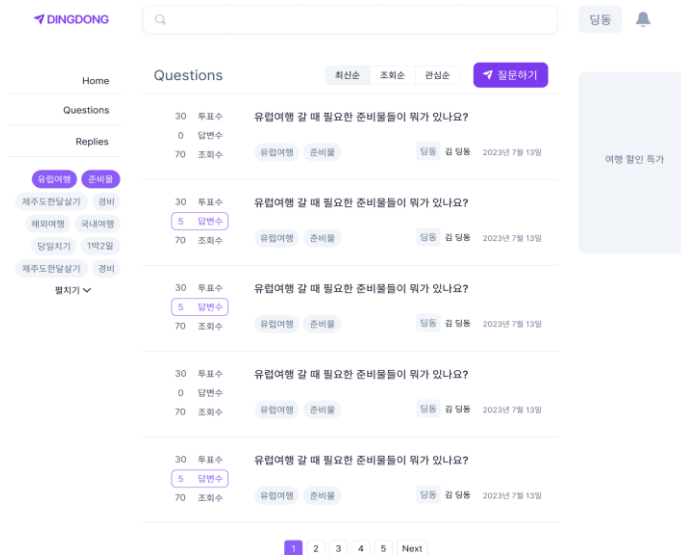 DINGDONG
딩동
Home
Questions
Replies
유럽여행 준비물
제주도한달살기 경비
해외여행 국내여행
당일치기 1박2일
제주도한달살기 경비
펼치기
Questions
최신순 조회순 관심순 질문하기
30 투표수 유럽여행 갈 때 필요한 준비물들이 뭐가 있나요?
0 답변수
70 조회수 유럽여행 준비물 딩동 김 딩동 2023년 7월 13일
30 투표수 유럽여행 갈 때 필요한 준비물들이 뭐가 있나요?
5 답변수
70 조회수 유럽여행 준비물 딩동 김 딩동 2023년 7월 13일
30 투표수 유럽여행 갈 때 필요한 준비물들이 뭐가 있나요?
5 답변수
70 조회수 유럽여행 준비물 딩동 김 딩동 2023년 7월 13일
30 투표수 유럽여행 갈 때 필요한 준비물들이 뭐가 있나요?
0 답변수
70 조회수 유럽여행 준비물 딩동 김 딩동 2023년 7월 13일
30 투표수 유럽여행 갈 때 필요한 준비물들이 뭐가 있나요?
5 답변수
70 조회수 유럽여행 준비물 딩동 김 딩동 2023년 7월 13일
1 2 3 4 5 Next
여행 할인 특가